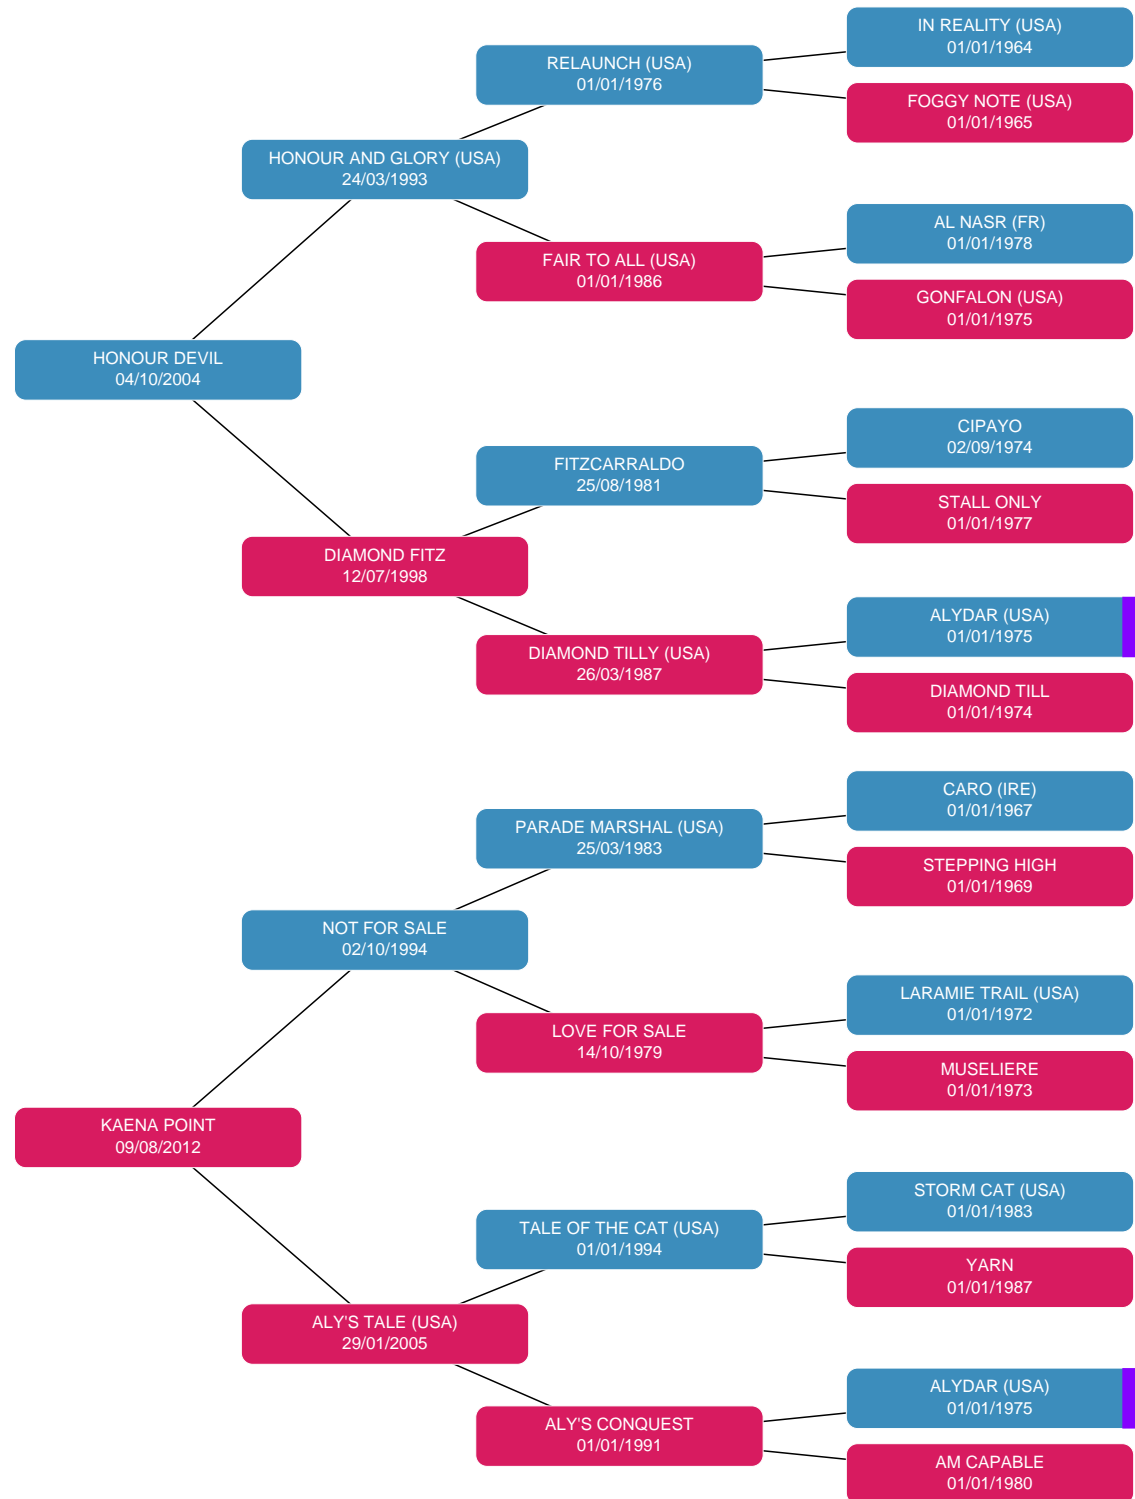 IN REALITY (USA)
01/01/1964
RELAUNCH (USA)
01/01/1976
FOGGY NOTE (USA)
01/01/1965
HONOUR AND GLORY (USA)
24/03/1993
AL NASR (FR)
01/01/1978
FAIR TO ALL (USA)
01/01/1986
GONFALON (USA)
01/01/1975
HONOUR DEVIL
04/10/2004
CIPAYO
02/09/1974
FITZCARRALDO
25/08/1981
STALL ONLY
01/01/1977
DIAMOND FITZ
12/07/1998
ALYDAR (USA)
01/01/1975
DIAMOND TILLY (USA)
26/03/1987
DIAMOND TILL
01/01/1974
CARO (IRE)
01/01/1967
PARADE MARSHAL (USA)
25/03/1983
STEPPING HIGH
01/01/1969
NOT FOR SALE
02/10/1994
LARAMIE TRAIL (USA)
01/01/1972
LOVE FOR SALE
14/10/1979
MUSELIERE
01/01/1973
KAENA POINT
09/08/2012
STORM CAT (USA)
01/01/1983
TALE OF THE CAT (USA)
01/01/1994
YARN
01/01/1987
ALY'S TALE (USA)
29/01/2005
ALYDAR (USA)
01/01/1975
ALY'S CONQUEST
01/01/1991
AM CAPABLE
01/01/1980